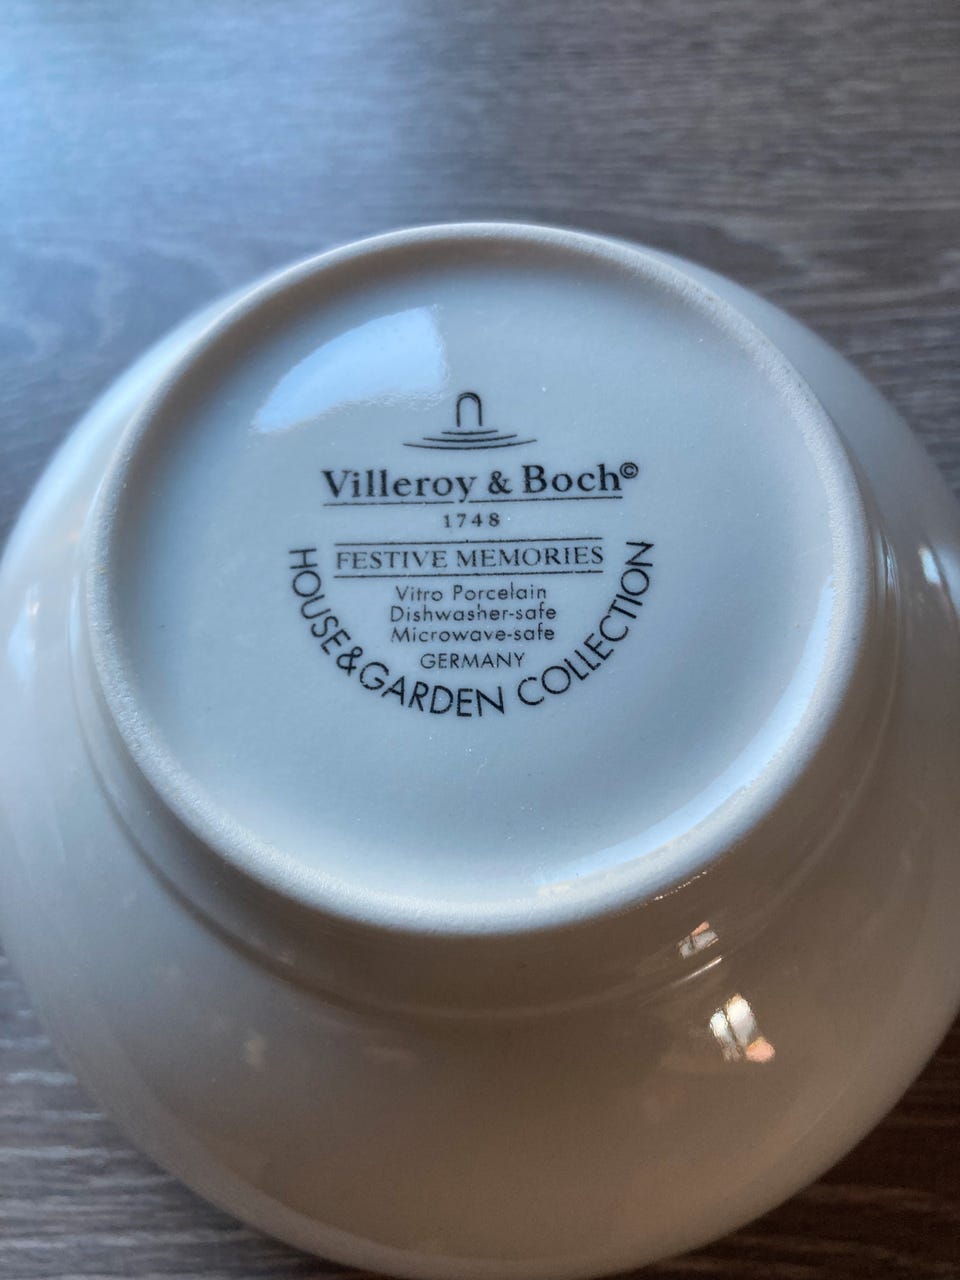 Villeroy & Boch©
1748
FESTIVE MEMORIES
Vitro Porcelain
Dishwasher-safe
Microwave-safe
GERMANY
HOUSE&GARDEN COLLECTION